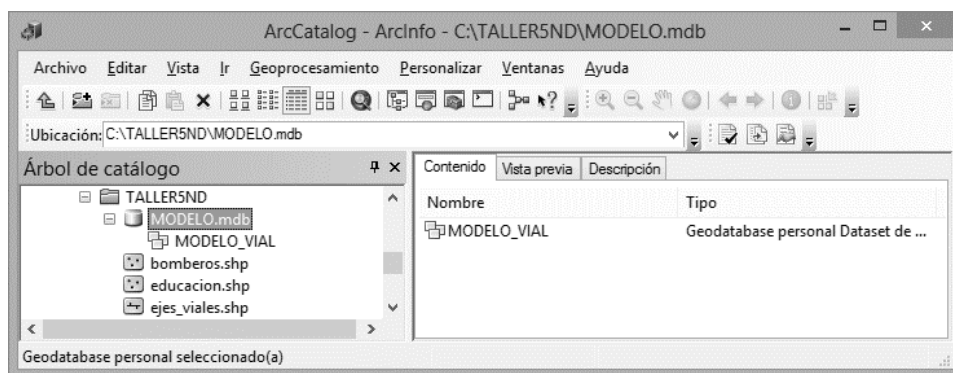 ArcCatalog - ArcInfo - C:\TALLER5ND\MODELO.mdb
Archivo Editar Vista Ir Geoprocesamiento Personalizar Ventanas Ayuda
Ubicación: C:\TALLER5ND\MODELO.mdb
Árbol de catálogo
TALLER5ND
MODELO.mdb
MODELO_VIAL
bomberos.shp
educacion.shp
ejes_viales.shp
Contenido Vista previa Descripción
Nombre Tipo
MODELO_VIAL Geodatabase personal Dataset de ...
Geodatabase personal seleccionado(a)